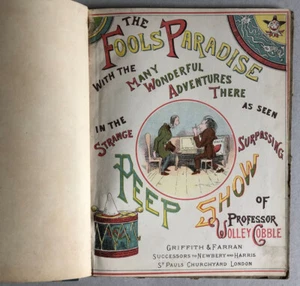 THE
FOOLS PARADISE
WITH THE MANY WONDERFUL
ADVENTURES THERE
AS SEEN
IN THE
STRANGE SURPASSING
PEEP SHOW
OF
PROFESSOR
WOLLEY COBBLE
GRIFFITH & FARRAN
SUCCESSORS TO NEWBERY AND HARRIS
ST PAULS CHURCHYARD LONDON